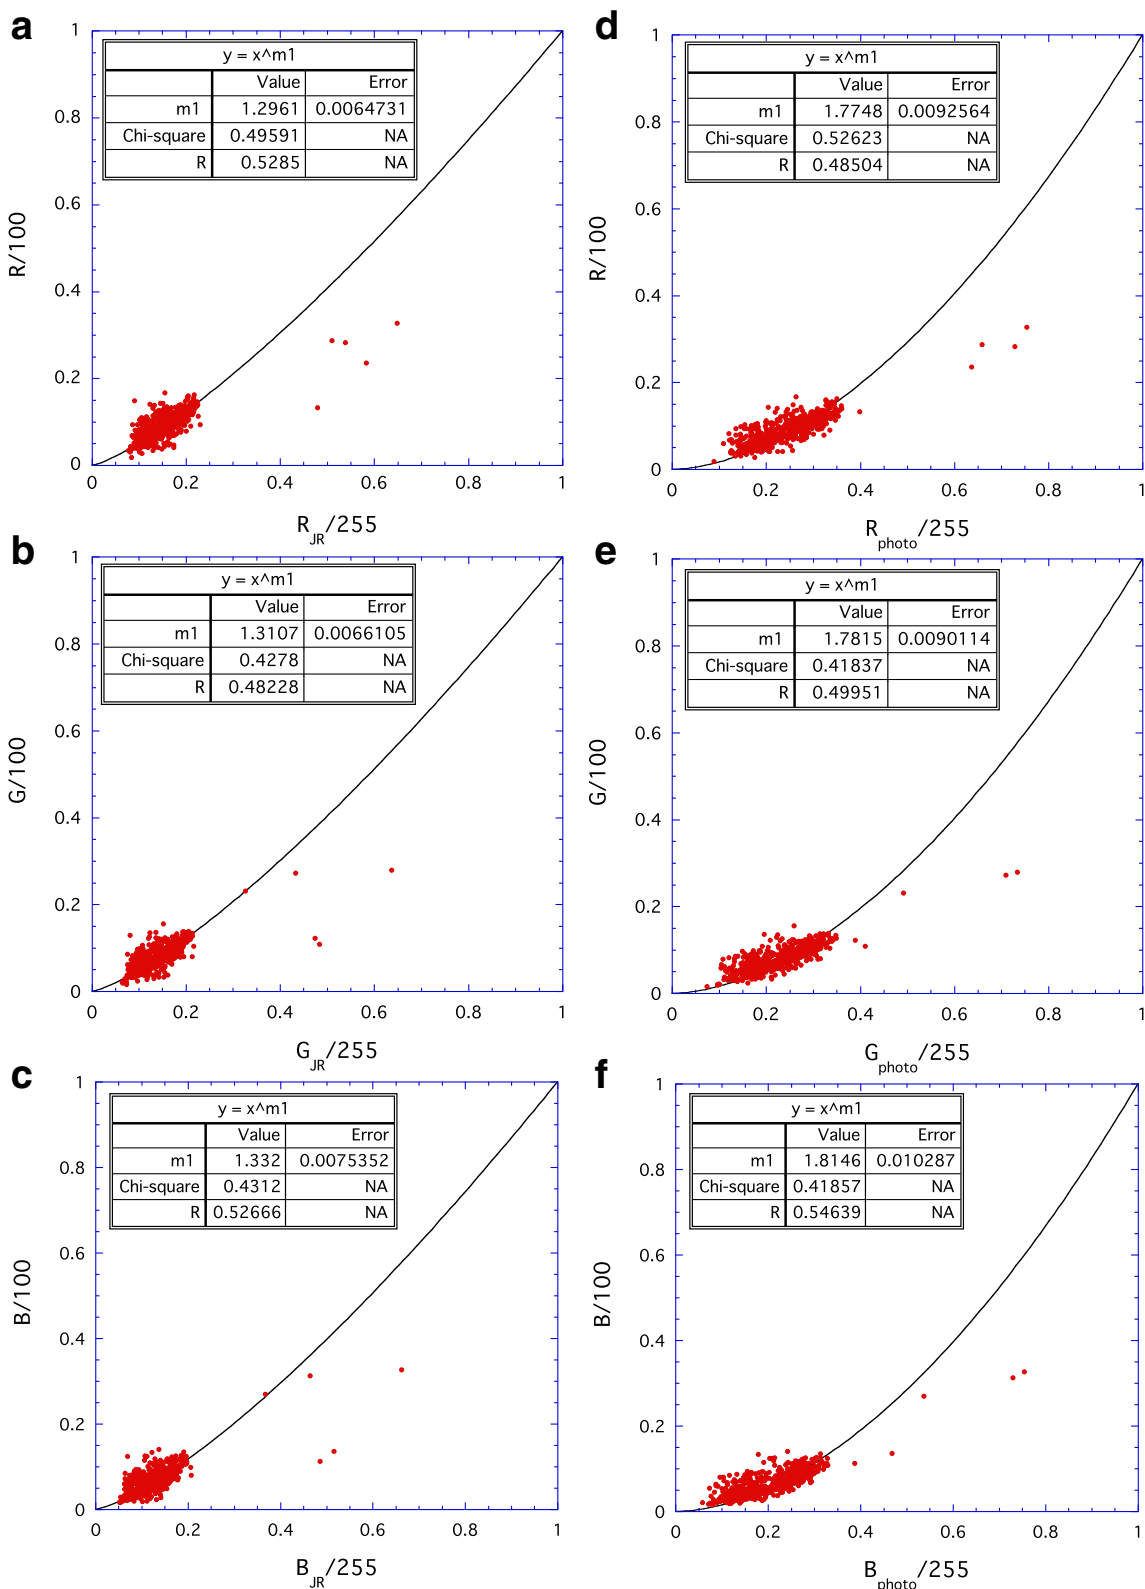 a
y = x^m1
Value Error
m1 1.2961 0.0064731
Chi-square 0.49591 NA
R 0.5285 NA
R/100
1
0.8
0.6
0.4
0.2
0
0 0.2 0.4 0.6 0.8 1
R_JR/255
d
y = x^m1
Value Error
m1 1.7748 0.0092564
Chi-square 0.52623 NA
R 0.48504 NA
R/100
1
0.8
0.6
0.4
0.2
0
0 0.2 0.4 0.6 0.8 1
R_photo/255
b
y = x^m1
Value Error
m1 1.3107 0.0066105
Chi-square 0.4278 NA
R 0.48228 NA
G/100
1
0.8
0.6
0.4
0.2
0
0 0.2 0.4 0.6 0.8 1
G_JR/255
e
y = x^m1
Value Error
m1 1.7815 0.0090114
Chi-square 0.41837 NA
R 0.49951 NA
G/100
1
0.8
0.6
0.4
0.2
0
0 0.2 0.4 0.6 0.8 1
G_photo/255
c
y = x^m1
Value Error
m1 1.332 0.0075352
Chi-square 0.4312 NA
R 0.52666 NA
B/100
1
0.8
0.6
0.4
0.2
0
0 0.2 0.4 0.6 0.8 1
B_JR/255
f
y = x^m1
Value Error
m1 1.8146 0.010287
Chi-square 0.41857 NA
R 0.54639 NA
B/100
1
0.8
0.6
0.4
0.2
0
0 0.2 0.4 0.6 0.8 1
B_photo/255